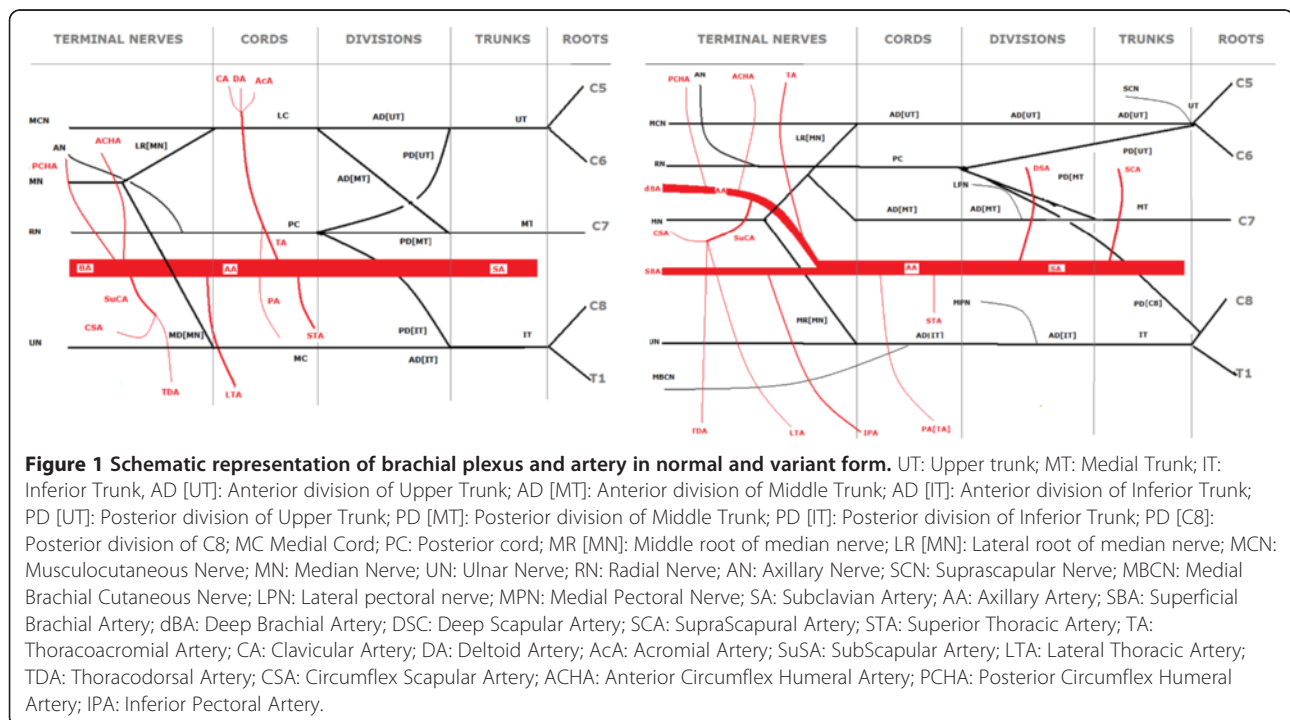 TERMINAL NERVES CORDS DIVISIONS TRUNKS ROOTS
CA DA AcA
C5
MCN LC AD[UT] UT
ACHA LR[MN]
AN
PCHA PD[UT] C6
MN AD[MT]
RN PC MT C7
TA PD[MT]
BA AA SA
SuCA PA
CSA STA C8
MD[MN] PD[IT] IT
UN MC AD[IT]
TDA LTA T1
TERMINAL NERVES CORDS DIVISIONS TRUNKS ROOTS
PCHA AN ACHA TA
SCN C5
UT
MCN AD[UT] AD[UT] AD[UT]
LR[MN] PD[UT] C6
RN PC DSA SCA
PD[MT
dBA AA LPN
MN AD[MT] AD[MT] MT C7
CSA SuCA
SBA AA SA
MPN PD[C8] C8
MR[MN] STA
UN AD[IT] AD[IT] IT
MBCN T1
TDA LTA IPA PA[TA]
Figure 1 Schematic representation of brachial plexus and artery in normal and variant form. UT: Upper trunk; MT: Medial Trunk; IT:
Inferior Trunk, AD [UT]: Anterior division of Upper Trunk; AD [MT]: Anterior division of Middle Trunk; AD [IT]: Anterior division of Inferior Trunk;
PD [UT]: Posterior division of Upper Trunk; PD [MT]: Posterior division of Middle Trunk; PD [IT]: Posterior division of Inferior Trunk; PD [C8]:
Posterior division of C8; MC Medial Cord; PC: Posterior cord; MR [MN]: Middle root of median nerve; LR [MN]: Lateral root of median nerve; MCN:
Musculocutaneous Nerve; MN: Median Nerve; UN: Ulnar Nerve; RN: Radial Nerve; AN: Axillary Nerve; SCN: Suprascapular Nerve; MBCN: Medial
Brachial Cutaneous Nerve; LPN: Lateral pectoral nerve; MPN: Medial Pectoral Nerve; SA: Subclavian Artery; AA: Axillary Artery; SBA: Superficial
Brachial Artery; dBA: Deep Brachial Artery; DSC: Deep Scapular Artery; SCA: SupraScapural Artery; STA: Superior Thoracic Artery; TA:
Thoracoacromial Artery; CA: Clavicular Artery; DA: Deltoid Artery; AcA: Acromial Artery; SuSA: SubScapular Artery; LTA: Lateral Thoracic Artery;
TDA: Thoracodorsal Artery; CSA: Circumflex Scapular Artery; ACHA: Anterior Circumflex Humeral Artery; PCHA: Posterior Circumflex Humeral
Artery; IPA: Inferior Pectoral Artery.